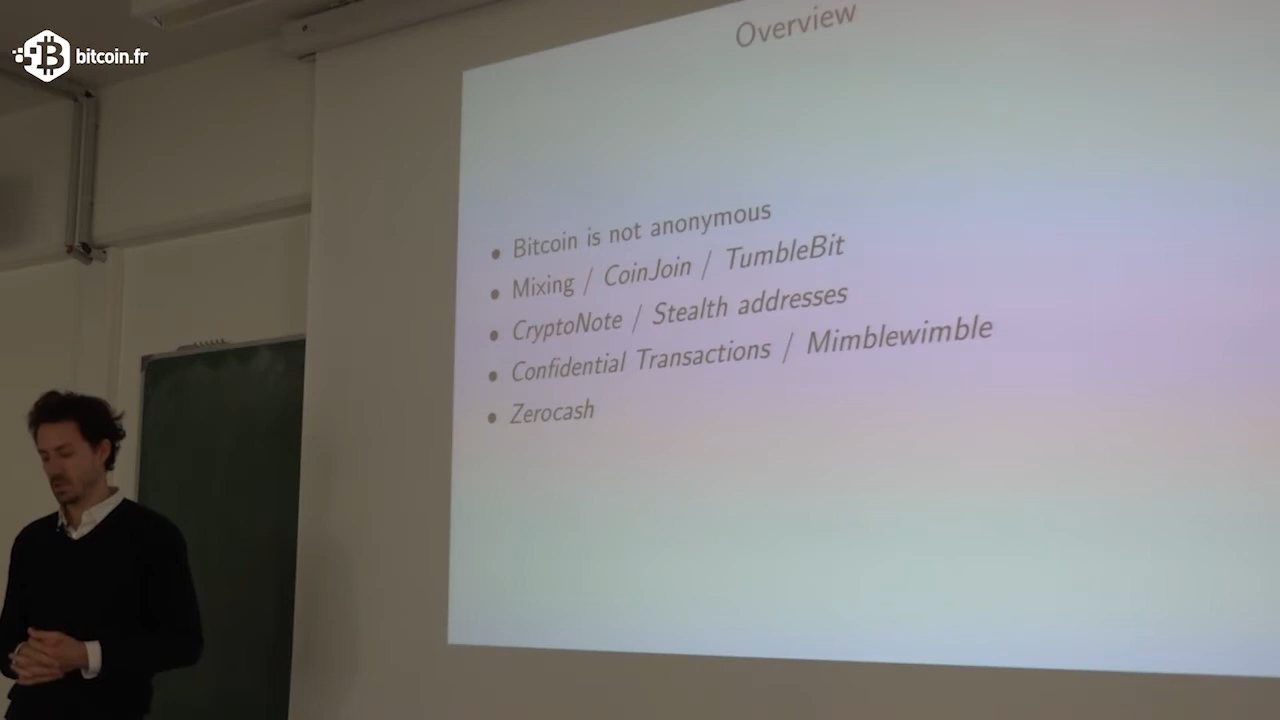 bitcoin.fr
Overview
• Bitcoin is not anonymous
• Mixing / CoinJoin / TumbleBit
• CryptoNote / Stealth addresses
• Confidential Transactions / Mimblewimble
• Zerocash